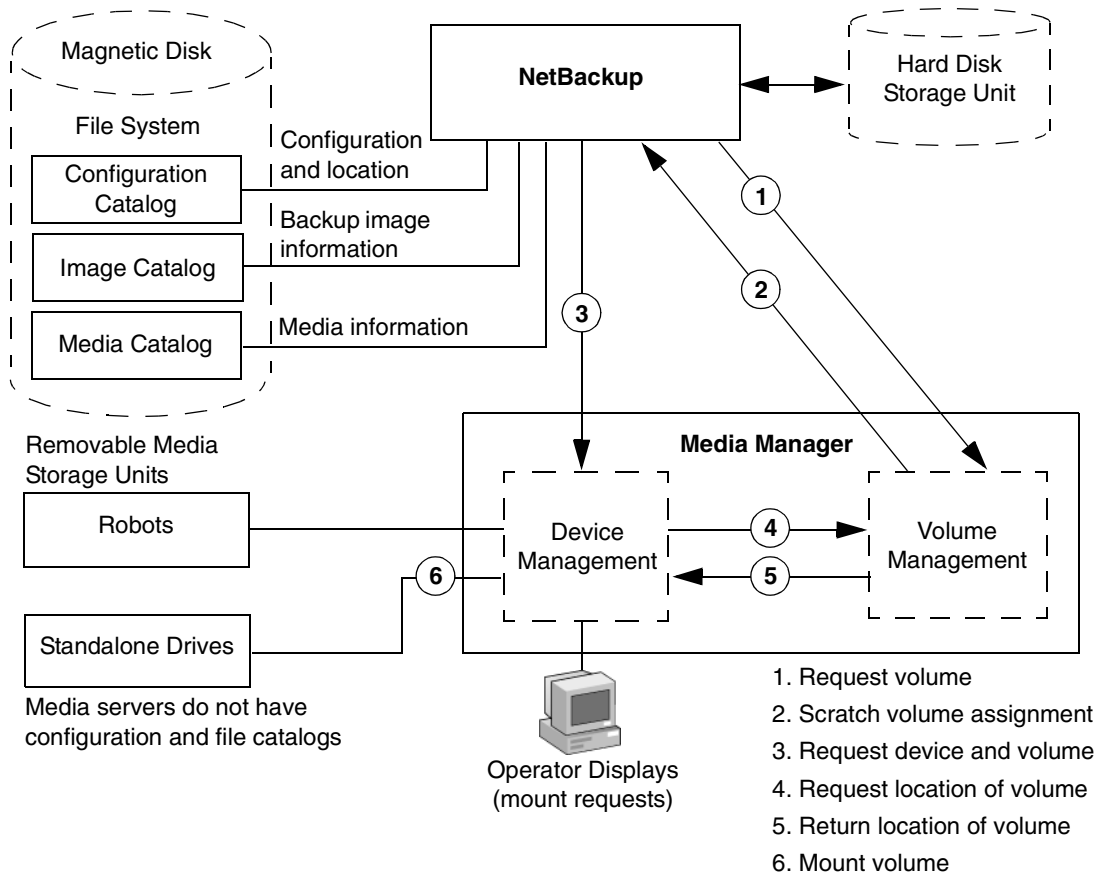 Magnetic Disk
File System
Configuration
Catalog
Image Catalog
Media Catalog
NetBackup
Hard Disk
Storage Unit
Configuration
and location
Backup image
information
Media information
1
2
3
Removable Media
Storage Units
Robots
Standalone Drives
Media servers do not have
configuration and file catalogs
Media Manager
Device
Management
Volume
Management
4
5
6
Operator Displays
(mount requests)
1. Request volume
2. Scratch volume assignment
3. Request device and volume
4. Request location of volume
5. Return location of volume
6. Mount volume